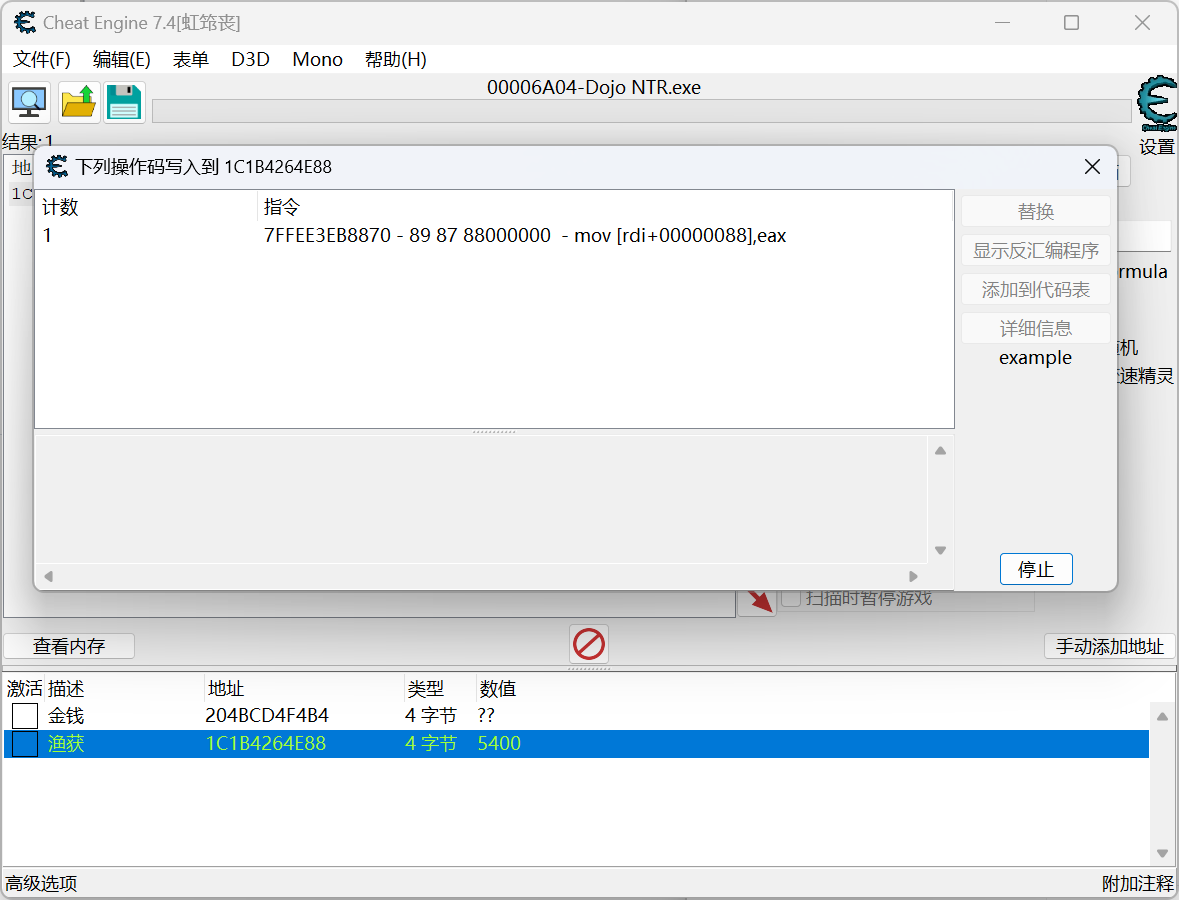 Cheat Engine 7.4[虹筇丧]
文件(F) 编辑(E) 表单 D3D Mono 帮助(H)
00006A04-Dojo NTR.exe
Cheat Engine
设置
结果:1
地
1C
下列操作码写入到 1C1B4264E88
计数 指令
1 7FFEE3EB8870 - 89 87 88000000 - mov [rdi+00000088],eax
替换
显示反汇编程序
添加到代码表
详细信息
example
rmula
机
速精灵
停止
扫描时暂停游戏
查看内存
手动添加地址
激活 描述 地址 类型 数值
金钱 204BCD4F4B4 4 字节 ??
渔获 1C1B4264E88 4 字节 5400
高级选项
附加注释